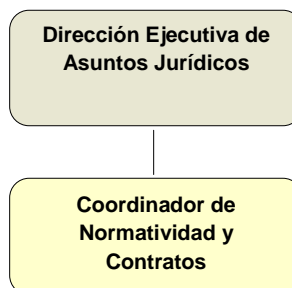 Dirección Ejecutiva de
Asuntos Jurídicos
Coordinador de
Normatividad y
Contratos